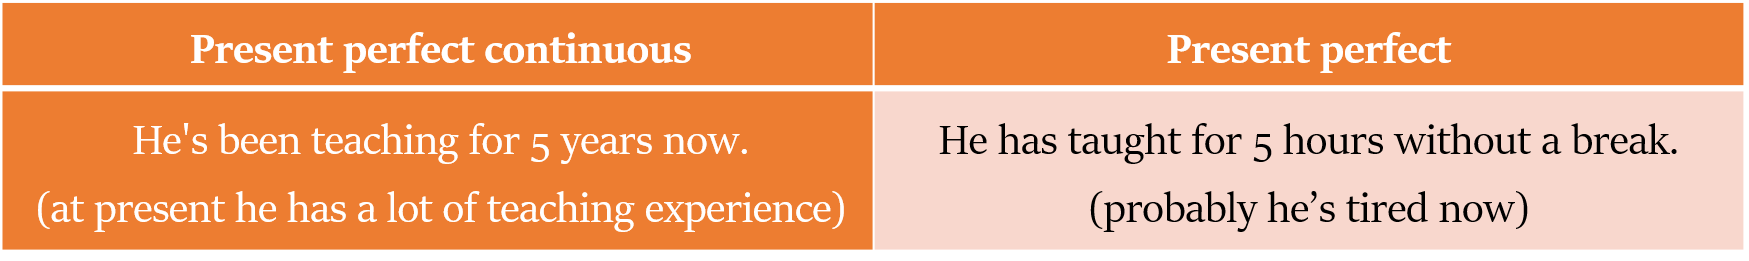 Present perfect continuous
Present perfect
He's been teaching for 5 years now.
(at present he has a lot of teaching experience)
He has taught for 5 hours without a break.
(probably he’s tired now)